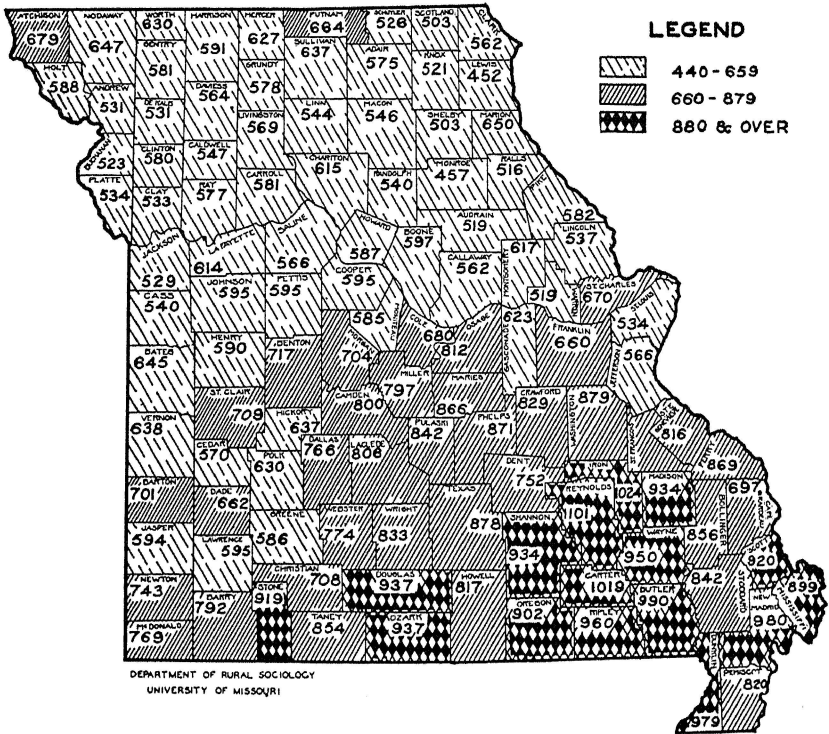 LEGEND
440-659
660-879
880 & OVER
ATCHISON 679
NODAWAY 647
WORTH 630
HARRISON 591
MERCER 627
PUTNAM 664
SCHUYLER 526
SCOTLAND 503
CLARK 562
HOLT 588
GENTRY 581
SULLIVAN 637
ADAIR 575
KNOX 521
LEWIS 452
ANDREW 531
DEKALB 531
DAVIESS 564
GRUNDY 578
LINN 544
MACON 546
SHELBY 503
MARION 650
BUCHANAN 523
CLINTON 580
CALDWELL 547
LIVINGSTON 569
CHARITON 615
RANDOLPH 540
MONROE 457
RALLS 516
PLATTE 534
CLAY 533
RAY 577
CARROLL 581
PIKE 582
AUDRAIN 519
LINCOLN 537
JACKSON 529
LAFAYETTE 614
SALINE 566
HOWARD 587
BOONE 597
CALLAWAY 562
MONTGOMERY 617
519
ST. CHARLES 670
ST. LOUIS 534
CASS 540
JOHNSON 595
PETTIS 595
COOPER 595
MONITEAU 585
COLE 680
OSAGE 812
GASCONADE 623
FRANKLIN 660
JEFFERSON 566
BATES 645
HENRY 590
BENTON 717
MORGAN 704
MILLER 797
MARIES 866
CRAWFORD 829
WASHINGTON 879
ST. CLAIR 709
CAMDEN 800
VERNON 638
HICKORY 637
PULASKI 842
PHELPS 871
816
PERRY 869
CEDAR 570
POLK 630
DALLAS 766
LACLEDE 806
DENT 752
IRON 1024
MADISON 934
697
BARTON 701
DADE 662
TEXAS 878
REYNOLDS 1101
BOLLINGER 856
JASPER 594
LAWRENCE 595
GREENE 586
WEBSTER 774
WRIGHT 833
SHANNON 934
WAYNE 950
920
NEWTON 743
BARRY 792
CHRISTIAN 708
STONE 919
DOUGLAS 937
HOWELL 817
CARTER 1019
BUTLER 990
STODDARD 842
MISSISSIPPI 899
MCDONALD 769
TANEY 854
OZARK 937
OREGON 902
RIPLEY 960
NEW MADRID 980
DUNKLIN 979
PEMISCOT 820
DEPARTMENT OF RURAL SOCIOLOGY
UNIVERSITY OF MISSOURI